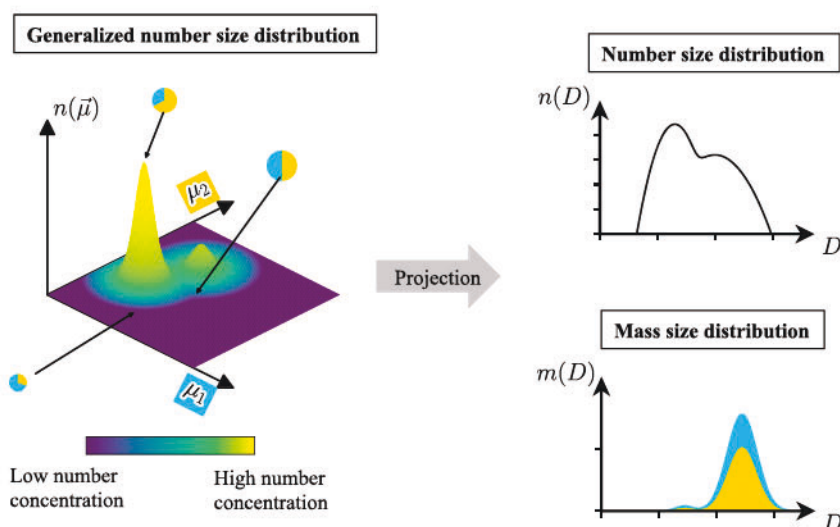 Generalized number size distribution
n(μ⃗)
μ₂
μ₁
Low number
concentration
High number
concentration
Projection
Number size distribution
n(D)
D
Mass size distribution
m(D)
D